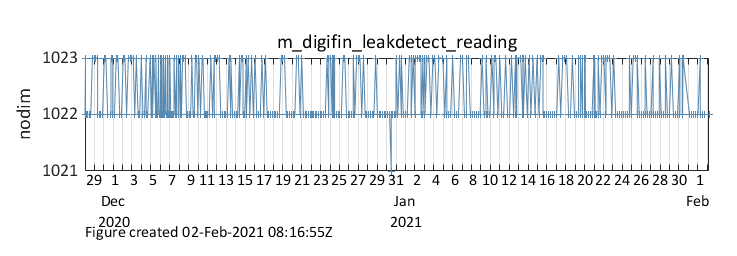 m_digifin_leakdetect_reading
1023
1022
1021
nodim
29 1 3 5 7 9 11 13 15 17 19 21 23 25 27 29 31 2 4 6 8 10 12 14 16 18 20 22 24 26 28 30 1
Dec Jan Feb
2020 2021
Figure created 02-Feb-2021 08:16:55Z